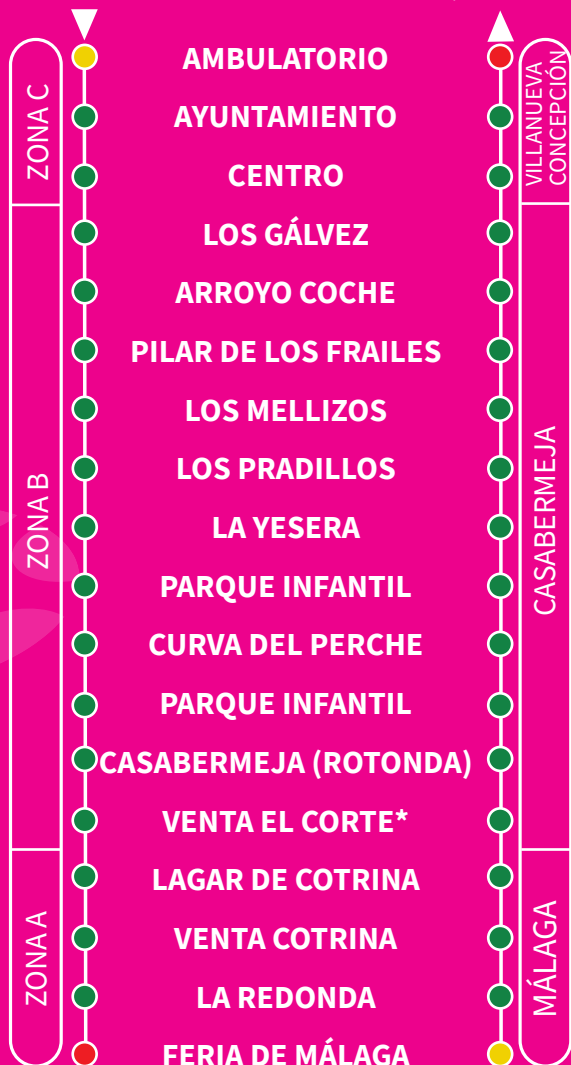 ZONA C
ZONA B
ZONA A
AMBULATORIO
AYUNTAMIENTO
CENTRO
LOS GÁLVEZ
ARROYO COCHE
PILAR DE LOS FRAILES
LOS MELLIZOS
LOS PRADILLOS
LA YESERA
PARQUE INFANTIL
CURVA DEL PERCHE
PARQUE INFANTIL
CASABERMEJA (ROTONDA)
VENTA EL CORTE*
LAGAR DE COTRINA
VENTA COTRINA
LA REDONDA
FERIA DE MÁLAGA
VILLANUEVA
CONCEPCIÓN
CASABERMEJA
MÁLAGA